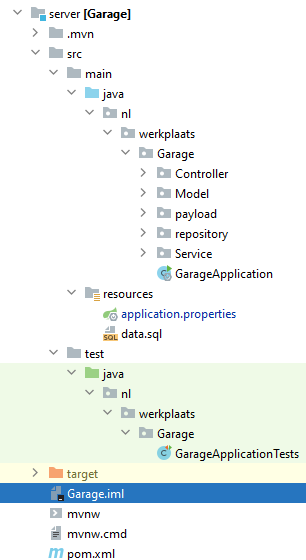 server [Garage]
.mvn
src
main
java
nl
werkplaats
Garage
Controller
Model
payload
repository
Service
GarageApplication
resources
application.properties
SQL data.sql
test
java
nl
werkplaats
Garage
GarageApplicationTests
target
Garage.iml
mvnw
mvnw.cmd
m pom.xml